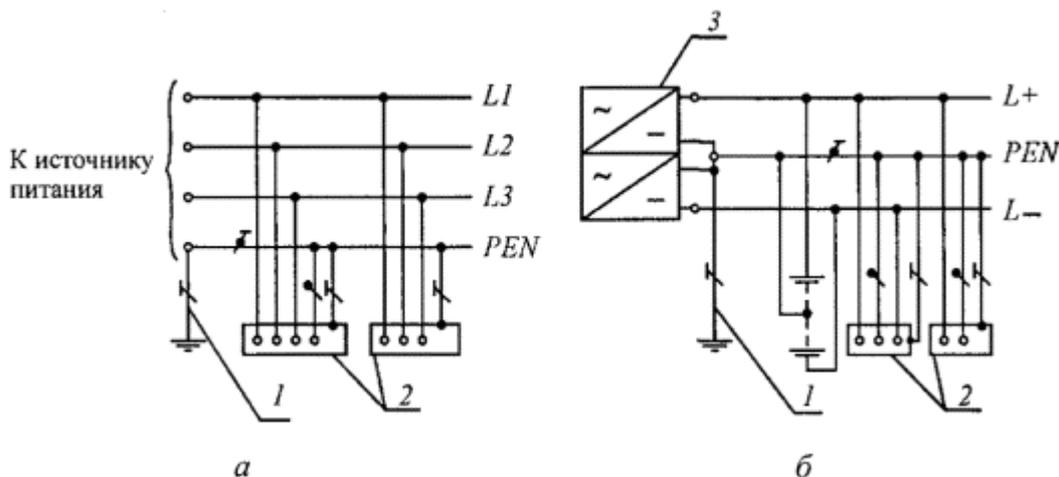 К источнику
питания
L1
L2
L3
PEN
1
2
а
3
~
–
~
–
L+
PEN
L–
1
2
б